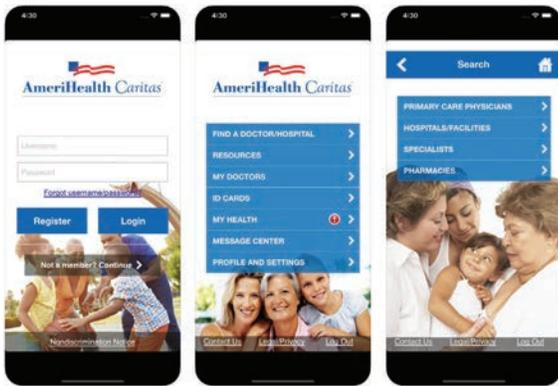 4:30
AmeriHealth Caritas
Username
Password
Forgot username/password
Register
Login
Not a member? Continue
Nondiscrimination Notice
4:30
AmeriHealth Caritas
FIND A DOCTOR/HOSPITAL
RESOURCES
MY DOCTORS
ID CARDS
MY HEALTH
MESSAGE CENTER
PROFILE AND SETTINGS
Contact Us Legal/Privacy Log Out
4:30
Search
PRIMARY CARE PHYSICIANS
HOSPITALS/FACILITIES
SPECIALISTS
PHARMACIES
Contact Us Legal/Privacy Log Out